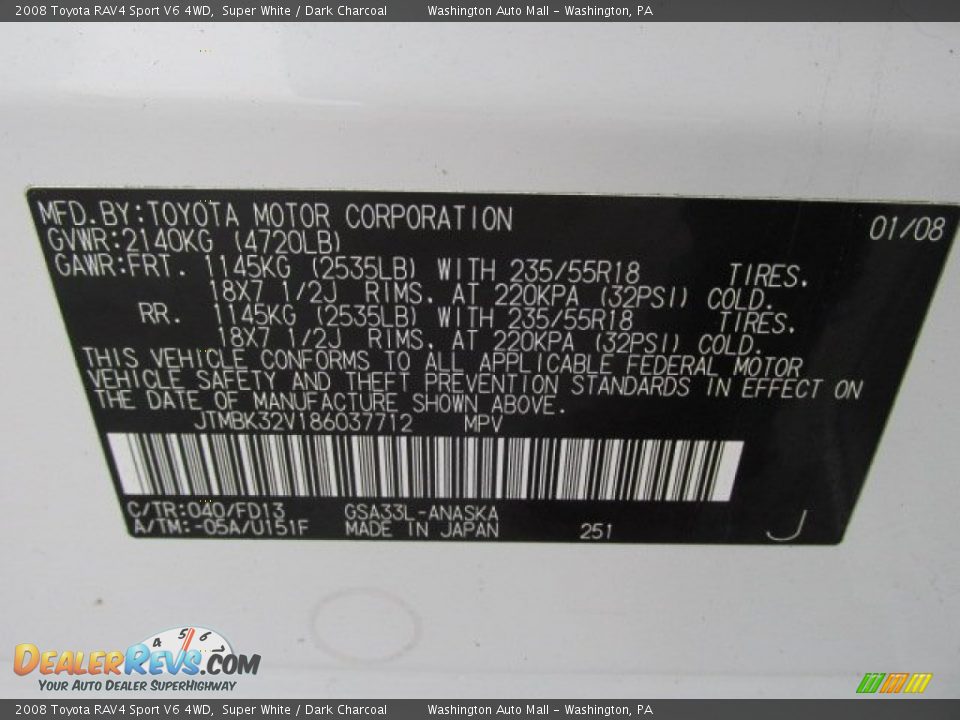 2008 Toyota RAV4 Sport V6 4WD, Super White / Dark Charcoal Washington Auto Mall – Washington, PA
MFD.BY:TOYOTA MOTOR CORPORATION 01/08
GVWR:2140KG (4720LB)
GAWR:FRT. 1145KG (2535LB) WITH 235/55R18 TIRES.
18X7 1/2J RIMS. AT 220KPA (32PSI) COLD.
RR. 1145KG (2535LB) WITH 235/55R18 TIRES.
18X7 1/2J RIMS. AT 220KPA (32PSI) COLD.
THIS VEHICLE CONFORMS TO ALL APPLICABLE FEDERAL MOTOR
VEHICLE SAFETY AND THEFT PREVENTION STANDARDS IN EFFECT ON
THE DATE OF MANUFACTURE SHOWN ABOVE.
JTMBK32V186037712 MPV
C/TR:040/FD13 GSA33L-ANASKA
A/TM:-05A/U151F MADE IN JAPAN 251 J
4 5 6
DEALERREVS.COM
YOUR AUTO DEALER SUPERHIGHWAY
2008 Toyota RAV4 Sport V6 4WD, Super White / Dark Charcoal Washington Auto Mall – Washington, PA